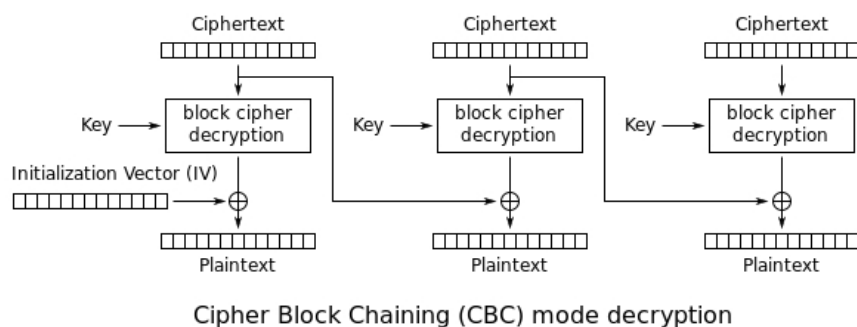 Ciphertext
Ciphertext
Ciphertext
Key
block cipher
decryption
Key
block cipher
decryption
Key
block cipher
decryption
Initialization Vector (IV)
Plaintext
Plaintext
Plaintext
Cipher Block Chaining (CBC) mode decryption